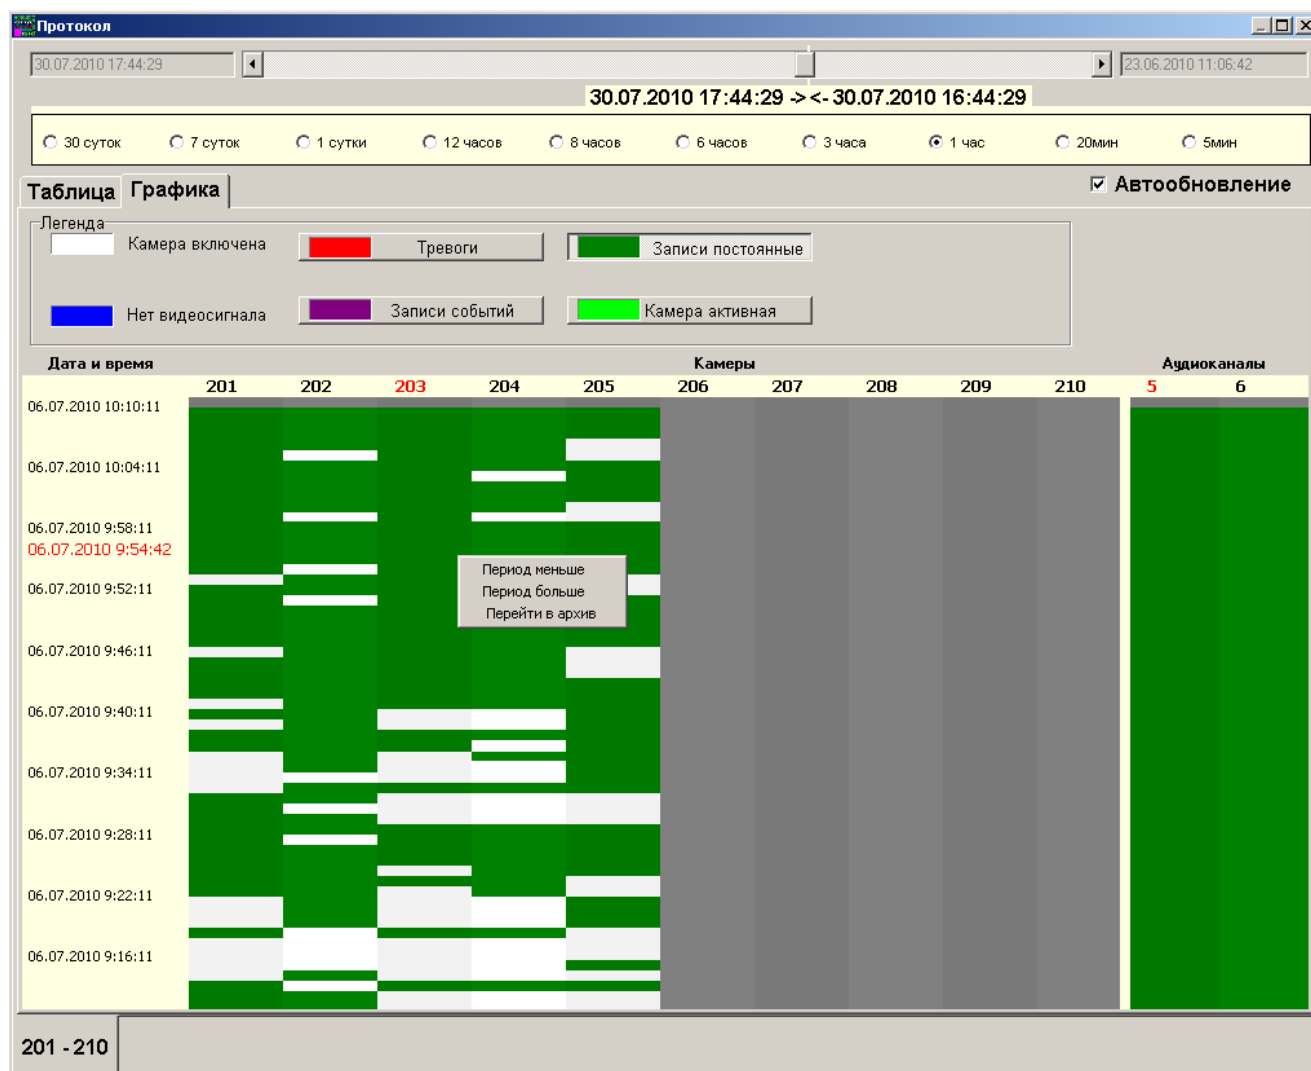 Протокол
30.07.2010 17:44:29
23.06.2010 11:06:42
30.07.2010 17:44:29 -><- 30.07.2010 16:44:29
30 суток 7 суток 1 сутки 12 часов 8 часов 6 часов 3 часа 1 час 20мин 5мин
Таблица Графика Автообновление
Легенда
Камера включена Тревоги Записи постоянные
Нет видеосигнала Записи событий Камера активная
Дата и время Камеры Аудиоканалы
201 202 203 204 205 206 207 208 209 210 5 6
06.07.2010 10:10:11
06.07.2010 10:04:11
06.07.2010 9:58:11
06.07.2010 9:54:42
Период меньше
06.07.2010 9:52:11
Период больше
Перейти в архив
06.07.2010 9:46:11
06.07.2010 9:40:11
06.07.2010 9:34:11
06.07.2010 9:28:11
06.07.2010 9:22:11
06.07.2010 9:16:11
201 - 210